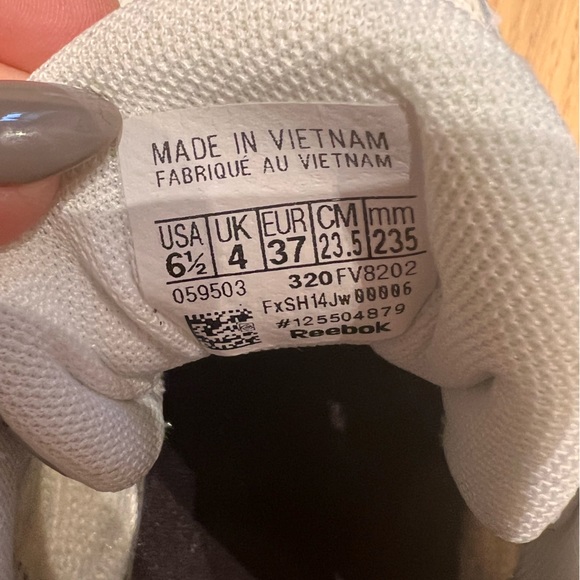 MADE IN VIETNAM
FABRIQUÉ AU VIETNAM
USA UK EUR CM mm
6½ 4 37 23.5 235
059503 320FV8202
FxSH14Jw00006
#125504879
Reebok